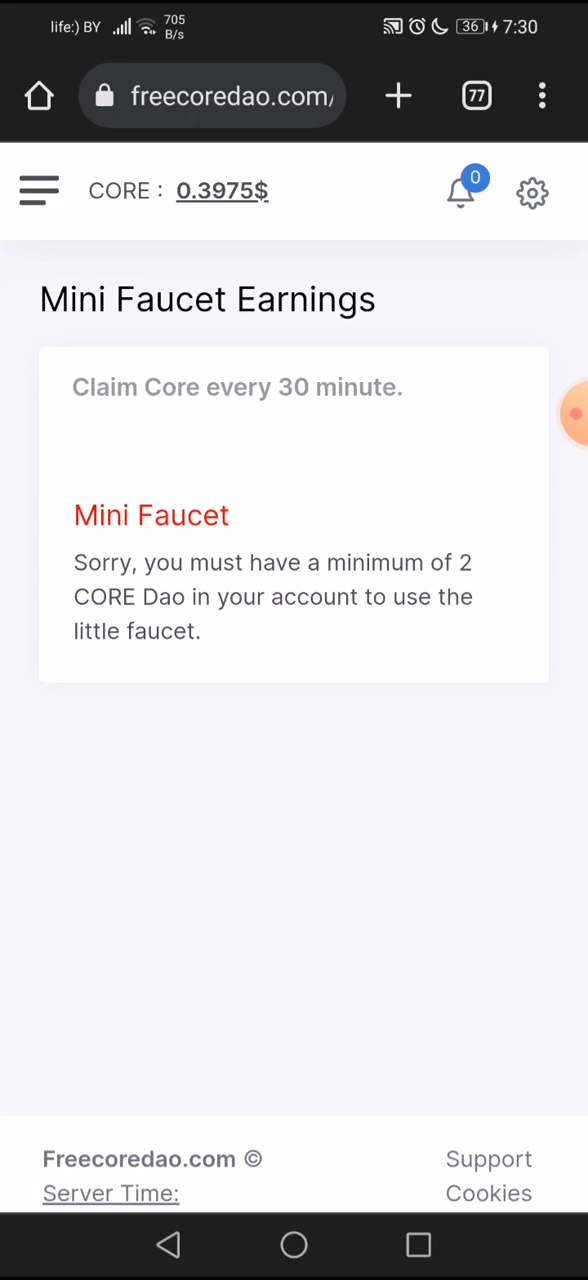 life:) BY 705 B/s 36 7:30
freecoredao.com/ 77
CORE : 0.3975$ 0
Mini Faucet Earnings
Claim Core every 30 minute.
Mini Faucet
Sorry, you must have a minimum of 2
CORE Dao in your account to use the
little faucet.
Freecoredao.com © Support
Server Time: Cookies